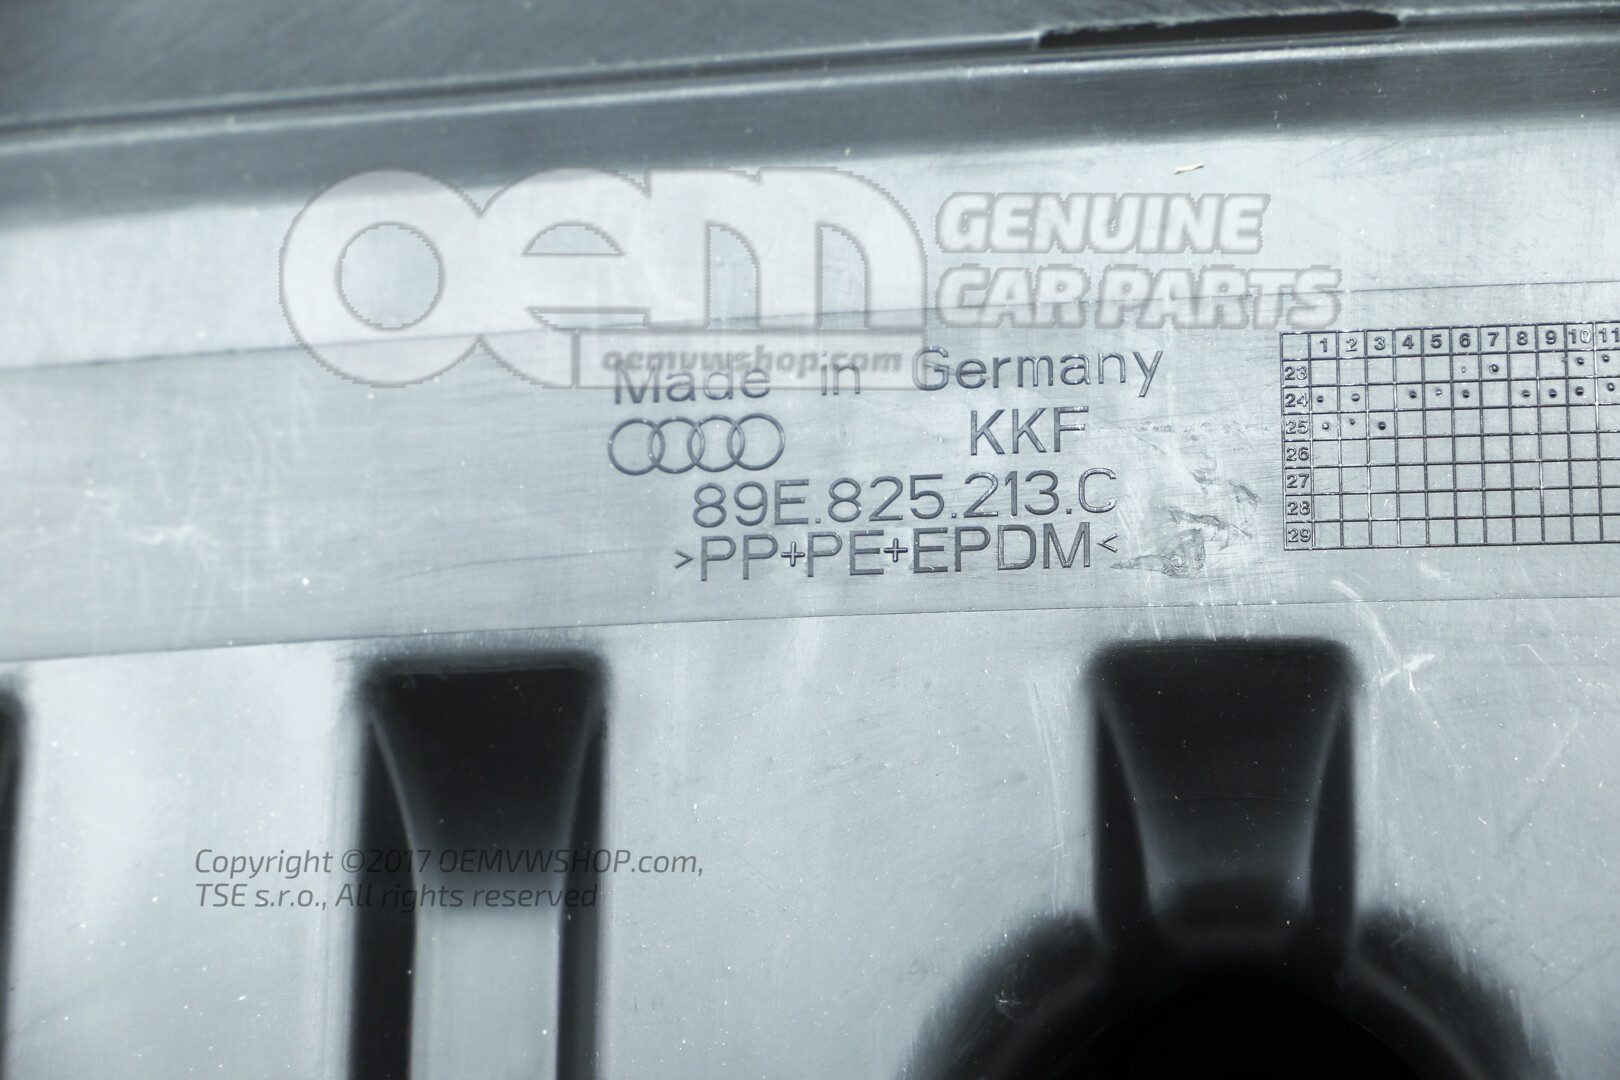 oem GENUINE
CAR PARTS
oemvwshop.com
Made in Germany
KKF
89E.825.213.C
>PP+PE+EPDM<
1 2 3 4 5 6 7 8 9 10 11
23
24
25
26
27
28
29
Copyright ©2017 OEMVWSHOP.com,
TSE s.r.o., All rights reserved